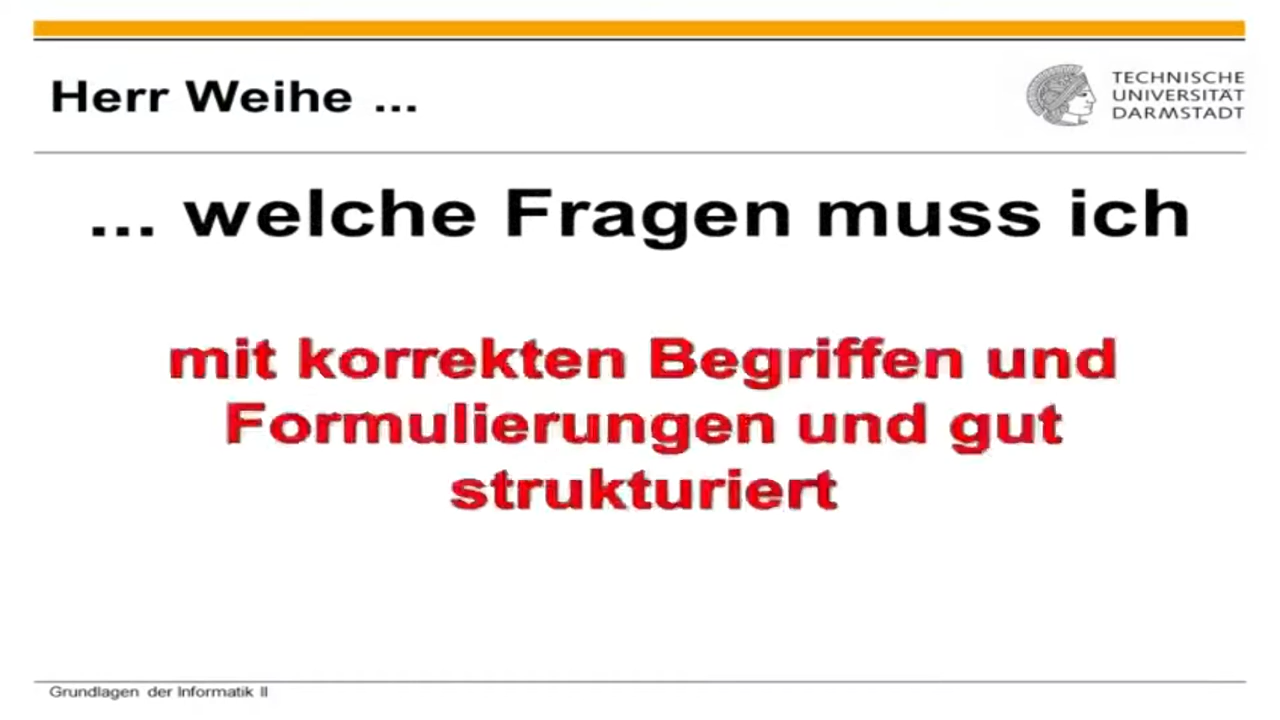 Herr Weihe ...
TECHNISCHE
UNIVERSITÄT
DARMSTADT
... welche Fragen muss ich
mit korrekten Begriffen und
Formulierungen und gut
strukturiert
Grundlagen der Informatik II